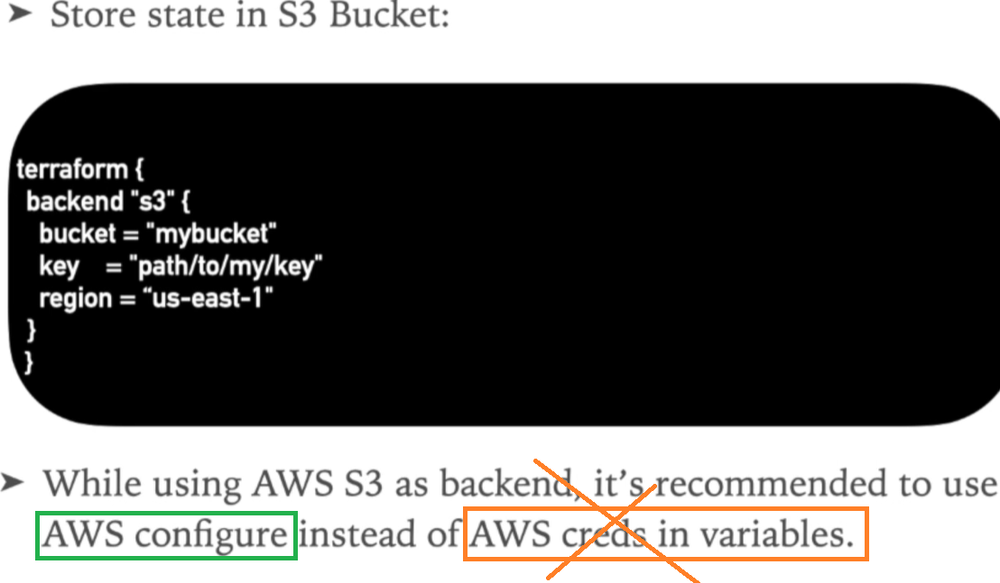 ➤ Store state in S3 Bucket:
terraform {
backend "s3" {
bucket = "mybucket"
key = "path/to/my/key"
region = “us-east-1"
}
}
➤ While using AWS S3 as backend, it’s recommended to use
AWS configure instead of AWS creds in variables.